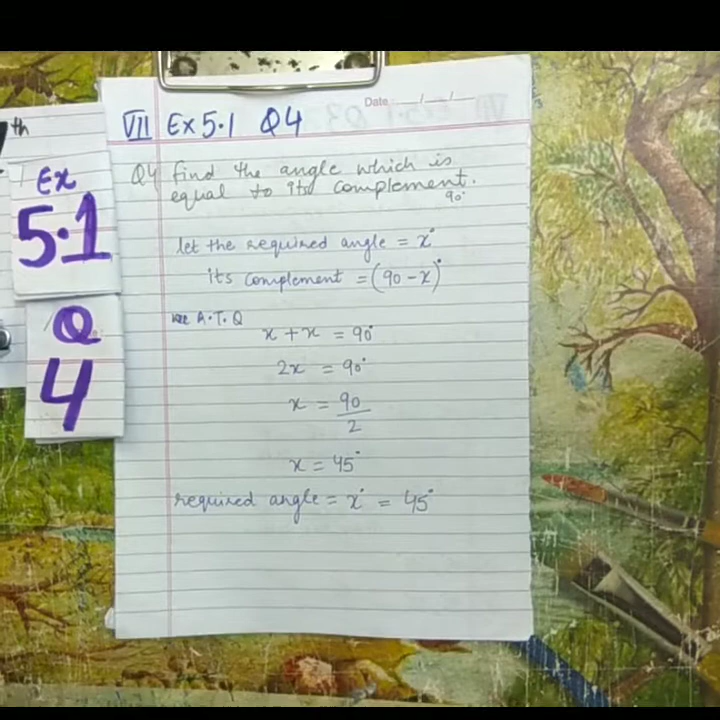 th
Ex
5.1
Q
4
Date
VII Ex 5.1 Q4
Q4 find the angle which is
equal to its complement.
90°
let the required angle = x°
its complement = (90 - x)°
A.T.Q
x + x = 90°
2x = 90°
x = 90
2
x = 45°
required angle = x° = 45°